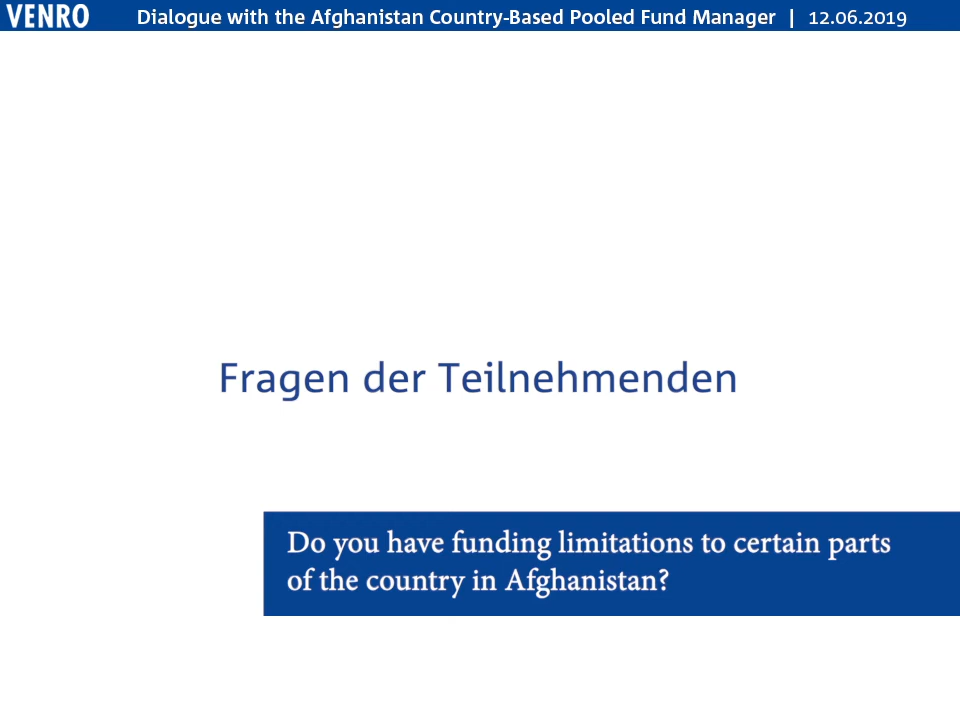 VENRO Dialogue with the Afghanistan Country-Based Pooled Fund Manager | 12.06.2019
Fragen der Teilnehmenden
Do you have funding limitations to certain parts
of the country in Afghanistan?